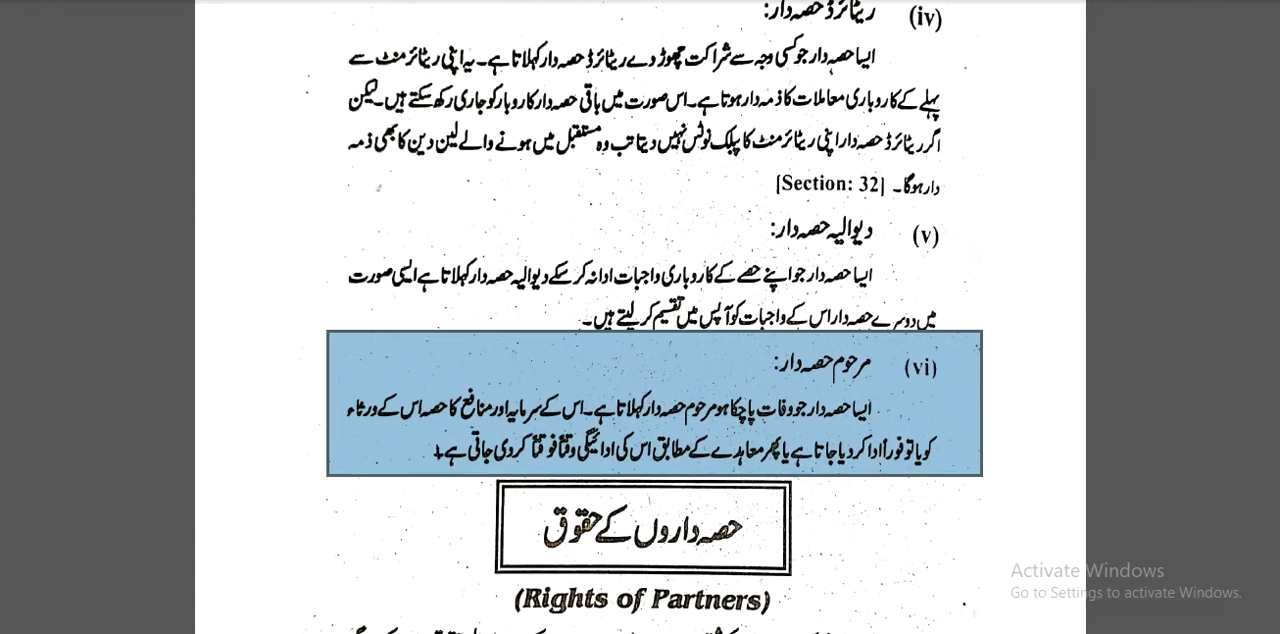 (iv) ریٹائرڈ حصہ دار:
ایسا حصہ دار جو کسی وجہ سے شراکت چھوڑ دے ریٹائرڈ حصہ دار کہلاتا ہے۔ یہ اپنی ریٹائرمنٹ سے
پہلے کے کاروباری معاملات کا ذمہ دار ہوتا ہے۔ اس صورت میں باقی حصہ دار کاروبار کو جاری رکھ سکتے ہیں۔ لیکن
اگر ریٹائرڈ حصہ دار اپنی ریٹائرمنٹ کا پبلک نوٹس نہیں دیتا تب وہ مستقبل میں ہونے والے لین دین کا بھی ذمہ
دار ہوگا۔ [Section: 32]
(v) دیوالیہ حصہ دار:
ایسا حصہ دار جو اپنے حصے کے کاروباری واجبات ادا نہ کر سکے دیوالیہ حصہ دار کہلاتا ہے ایسی صورت
میں دوسرے حصہ دار اس کے واجبات کو آپس میں تقسیم کر لیتے ہیں۔
(vi) مرحوم حصہ دار:
ایسا حصہ دار جو وفات پا چکا ہو مرحوم حصہ دار کہلاتا ہے۔ اس کے سرمایہ اور منافع کا حصہ اس کے ورثاء
کو یا تو فوراً ادا کر دیا جاتا ہے یا پھر معاہدے کے مطابق اس کی ادائیگی وقتاً فوقتاً کر دی جاتی ہے۔
حصہ داروں کے حقوق
(Rights of Partners)
Activate Windows
Go to Settings to activate Windows.